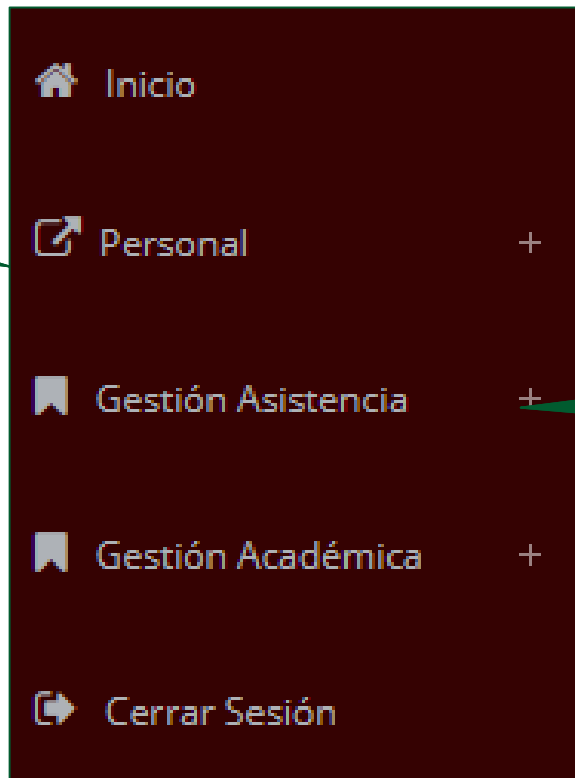 Inicio
Personal +
Gestión Asistencia +
Gestión Académica +
Cerrar Sesión